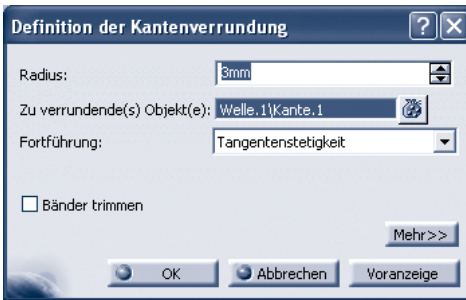 Definition der Kantenverrundung
Radius: 3mm
Zu verrundende(s) Objekt(e): Welle.1\Kante.1
Fortführung: Tangentenstetigkeit
Bänder trimmen
Mehr>>
OK Abbrechen Voranzeige